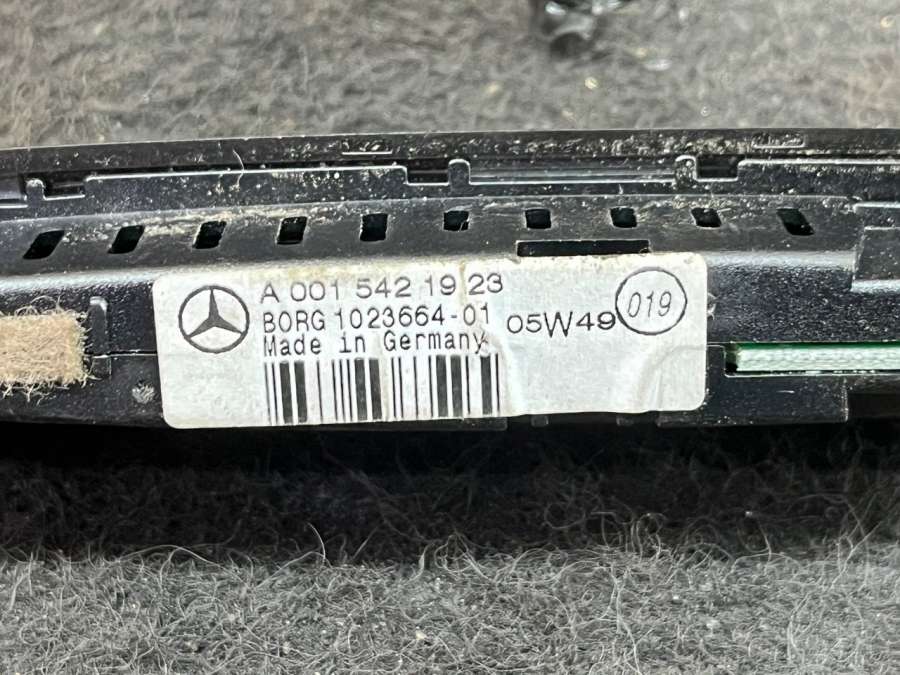 A 001 542 19 23
BORG 1023664-01 05W49 019
Made in Germany